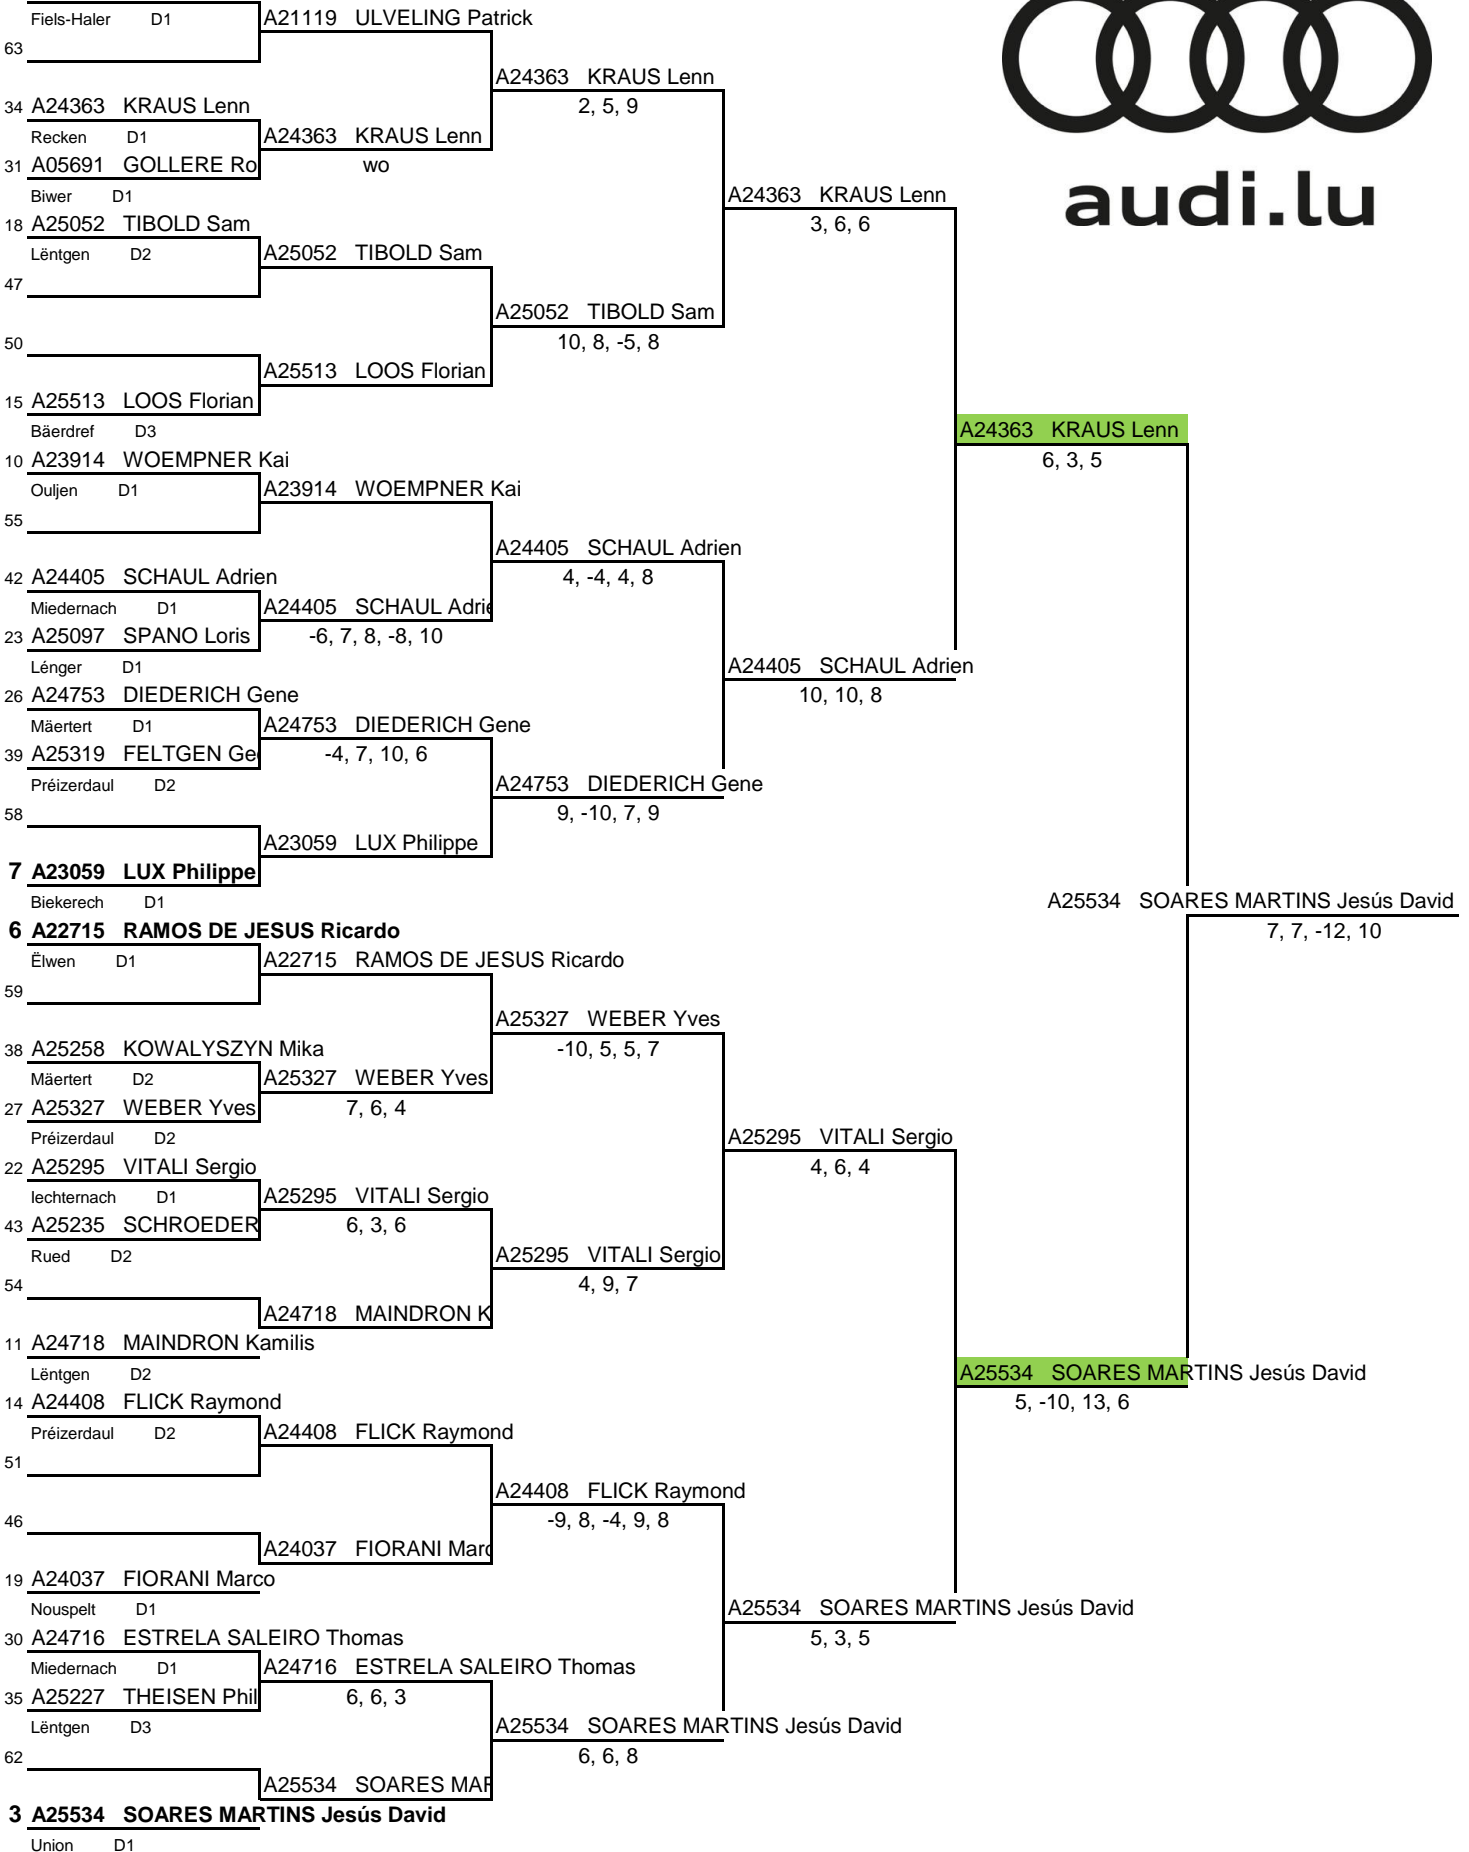 Fiels-Haler D1 A21119 ULVELING Patrick
63
A24363 KRAUS Lenn
34 A24363 KRAUS Lenn 2, 5, 9
Recken D1 A24363 KRAUS Lenn
31 A05691 GOLLERE Ro wo
audi.lu
Biwer D1 A24363 KRAUS Lenn
18 A25052 TIBOLD Sam 3, 6, 6
Lëntgen D2 A25052 TIBOLD Sam
47
A25052 TIBOLD Sam
50 10, 8, -5, 8
A25513 LOOS Florian
15 A25513 LOOS Florian
Bäerdref D3 A24363 KRAUS Lenn
10 A23914 WOEMPNER Kai 6, 3, 5
Ouljen D1 A23914 WOEMPNER Kai
55
A24405 SCHAUL Adrien
42 A24405 SCHAUL Adrien 4, -4, 4, 8
Miedernach D1 A24405 SCHAUL Adrie
23 A25097 SPANO Loris -6, 7, 8, -8, 10
Lénger D1 A24405 SCHAUL Adrien
26 A24753 DIEDERICH Gene 10, 10, 8
Mäertert D1 A24753 DIEDERICH Gene
39 A25319 FELTGEN Ge -4, 7, 10, 6
Préizerdaul D2 A24753 DIEDERICH Gene
58 9, -10, 7, 9
A23059 LUX Philippe
7 A23059 LUX Philippe
Biekerech D1 A25534 SOARES MARTINS Jesús David
6 A22715 RAMOS DE JESUS Ricardo 7, 7, -12, 10
Ëlwen D1 A22715 RAMOS DE JESUS Ricardo
59
A25327 WEBER Yves
38 A25258 KOWALYSZYN Mika -10, 5, 5, 7
Mäertert D2 A25327 WEBER Yves
27 A25327 WEBER Yves 7, 6, 4
Préizerdaul D2 A25295 VITALI Sergio
22 A25295 VITALI Sergio 4, 6, 4
Iechternach D1 A25295 VITALI Sergio
43 A25235 SCHROEDER 6, 3, 6
Rued D2 A25295 VITALI Sergio
54 4, 9, 7
A24718 MAINDRON K
11 A24718 MAINDRON Kamilis
Lëntgen D2 A25534 SOARES MARTINS Jesús David
14 A24408 FLICK Raymond 5, -10, 13, 6
Préizerdaul D2 A24408 FLICK Raymond
51
A24408 FLICK Raymond
46 -9, 8, -4, 9, 8
A24037 FIORANI Marc
19 A24037 FIORANI Marco
Nouspelt D1 A25534 SOARES MARTINS Jesús David
30 A24716 ESTRELA SALEIRO Thomas 5, 3, 5
Miedernach D1 A24716 ESTRELA SALEIRO Thomas
35 A25227 THEISEN Phil 6, 6, 3
Lëntgen D3 A25534 SOARES MARTINS Jesús David
62 6, 6, 8
A25534 SOARES MAR
3 A25534 SOARES MARTINS Jesús David
Union D1